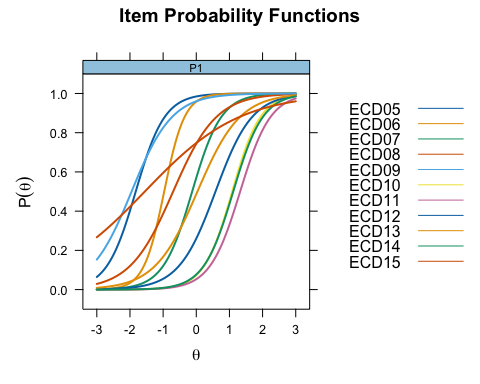 Item Probability Functions
P1
1.0
0.8
0.6
0.4
0.2
0.0
P(θ)
-3 -2 -1 0 1 2 3
θ
ECD05
ECD06
ECD07
ECD08
ECD09
ECD10
ECD11
ECD12
ECD13
ECD14
ECD15